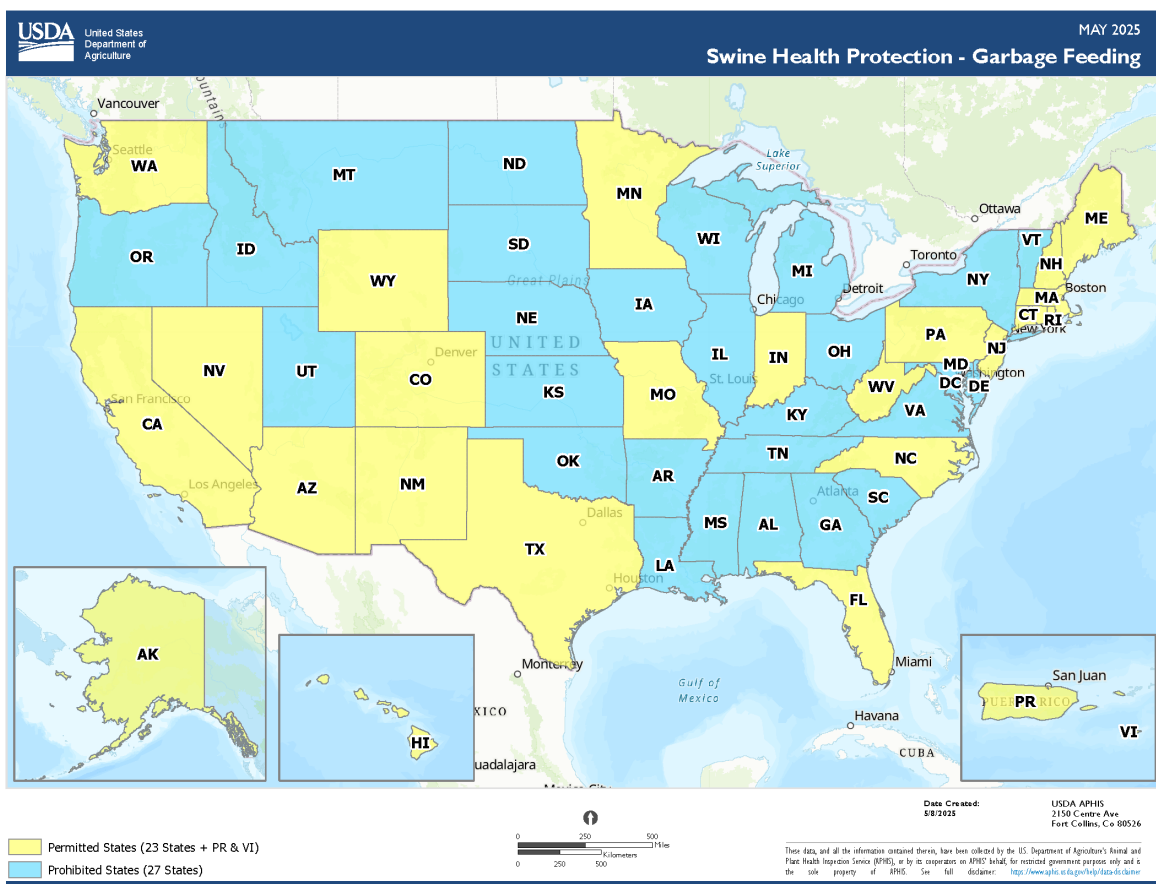 USDA
United States
Department of
Agriculture
MAY 2025
Swine Health Protection - Garbage Feeding
Vancouver
ountain
Seattle
WA
MT
ND
MN
Lake
Superior
Ottawa
ME
OR
ID
SD
WI
VT
NH
Toronto
WY
Great Plains
MI
NY
MA
Boston
Detroit
Chicago
IA
CT
RI
New York
NE
UNITED
STATES
PA
NJ
Denver
NV
UT
CO
KS
IL
IN
OH
MD
Washington
DC
DE
St. Louis
MO
WV
VA
San Francisco
CA
KY
TN
NC
OK
AR
Los Angeles
AZ
NM
Atlanta
SC
Dallas
MS
AL
GA
TX
LA
Houston
FL
AK
Monterrey
Miami
San Juan
Gulf of
Mexico
PUERTO RICO
PR
XICO
Havana
VI
HI
CUBA
uadalajara
Mexico City
Permitted States (23 States + PR & VI)
Prohibited States (27 States)
0 250 500
Miles
Kilometers
0 250 500
Date Created:
5/8/2025
USDA APHIS
2150 Centre Ave
Fort Collins, Co 80526
These data, and all the information contained therein, have been collected by the U.S. Department of Agriculture's Animal and
Plant Health Inspection Service (APHIS), or by its cooperators on APHIS' behalf, for restricted government purposes only and is
the sole property of APHIS. See full disclaimer: https://www.aphis.usda.gov/help/data-disclaimer